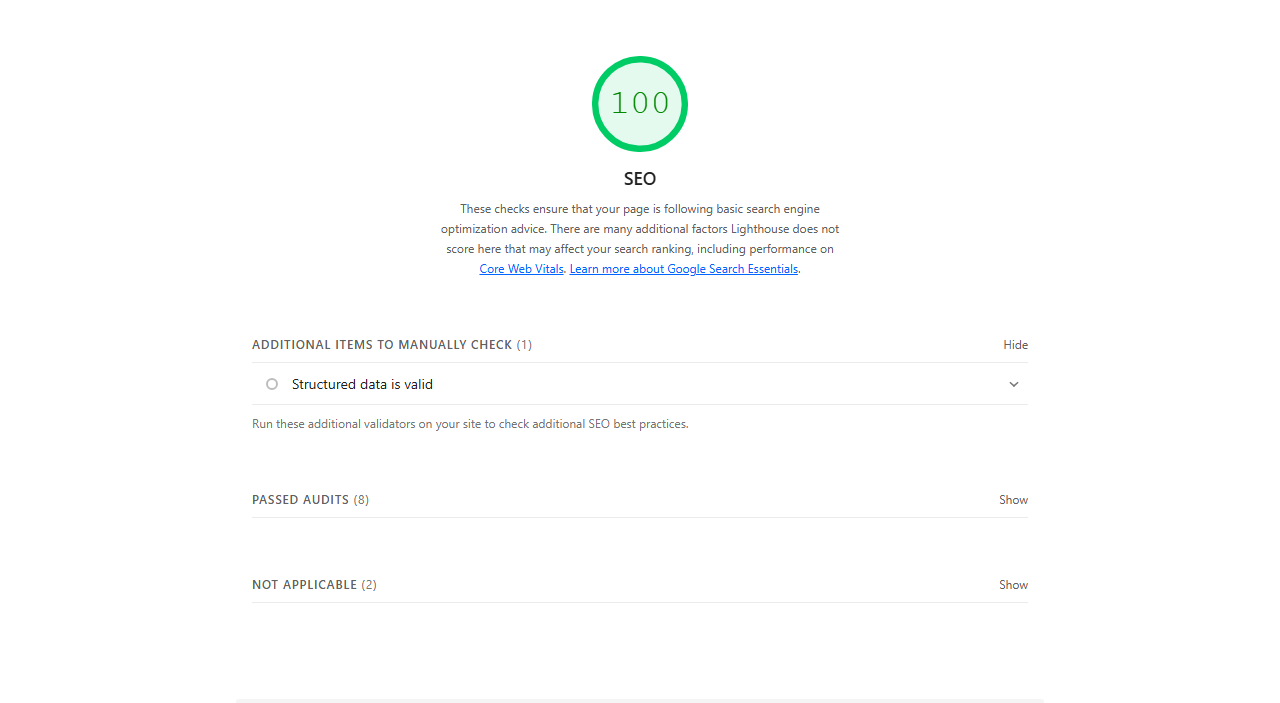 100
SEO
These checks ensure that your page is following basic search engine
optimization advice. There are many additional factors Lighthouse does not
score here that may affect your search ranking, including performance on
Core Web Vitals. Learn more about Google Search Essentials.
ADDITIONAL ITEMS TO MANUALLY CHECK (1) Hide
Structured data is valid
Run these additional validators on your site to check additional SEO best practices.
PASSED AUDITS (8) Show
NOT APPLICABLE (2) Show